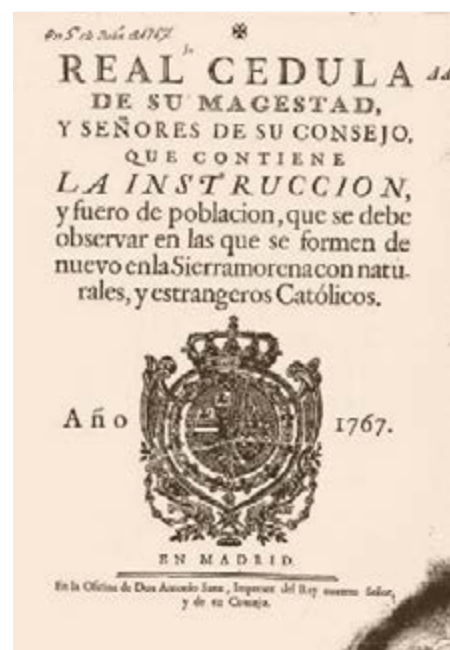 REAL CEDULA
DE SU MAGESTAD,
Y SEÑORES DE SU CONSEJO,
QUE CONTIENE
LA INSTRUCCION,
y fuero de poblacion, que se debe
observar en las que se formen de
nuevo enla Sierramorena con natu-
rales, y estrangeros Católicos.
Año 1767.
EN MADRID.
En la Oficina de Don Antonio Sanz, Impresor del Rey nuestro Señor,
y de su Consejo.